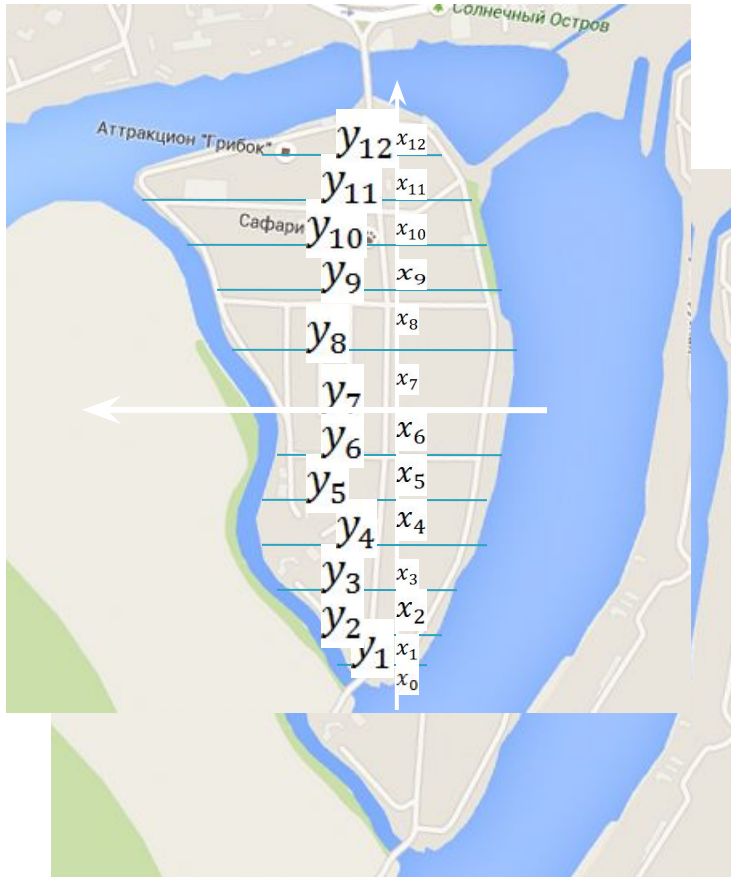 Солнечный Остров
Аттракцион "Грибок"
y₁₂ x₁₂
y₁₁ x₁₁
Сафари
y₁₀ x₁₀
y₉ x₉
x₈
y₈
x₇
y₇
x₆
y₆
x₅
y₅
x₄
y₄
x₃
y₃
x₂
y₂
x₁
y₁
x₀